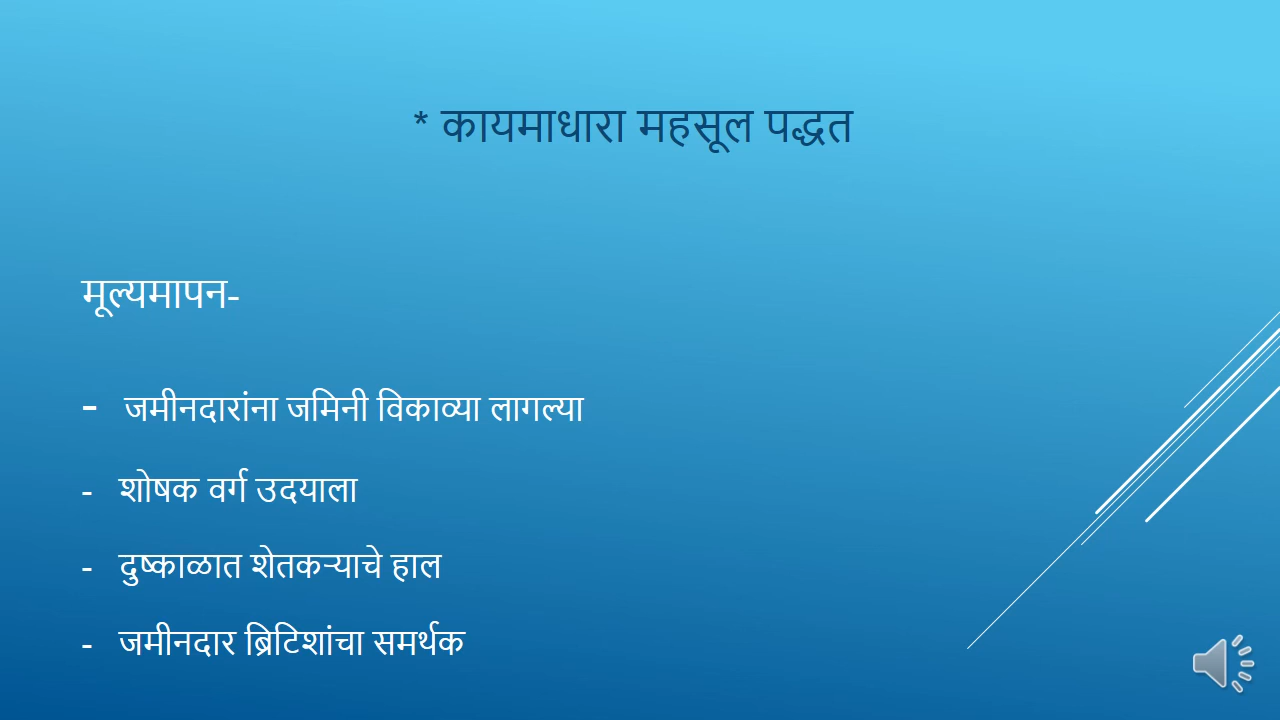 * कायमाधारा महसूल पद्धत
मूल्यमापन-
- जमीनदारांना जमिनी विकाव्या लागल्या
- शोषक वर्ग उदयाला
- दुष्काळात शेतकऱ्याचे हाल
- जमीनदार ब्रिटिशांचा समर्थक